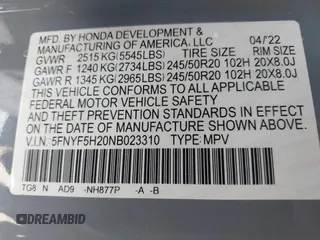 MFD. BY HONDA DEVELOPMENT & 04/22
MANUFACTURING OF AMERICA, LLC
GVWR 2515 KG (5545LBS) TIRE SIZE RIM SIZE
GAWR F 1240 KG (2734LBS) 245/50R20 102H 20X8.0J
GAWR R 1345 KG (2965LBS) 245/50R20 102H 20X8.0J
THIS VEHICLE CONFORMS TO ALL APPLICABLE
FEDERAL MOTOR VEHICLE SAFETY, BUMPER,
AND THEFT PREVENTION STANDARDS IN EFFECT
ON THE DATE OF MANUFACTURE SHOWN ABOVE.
V.I.N.: 5FNYF5H20NB023310 TYPE: MPV
TG8 N AD9 -NH877P -A -B
©DREAMBID